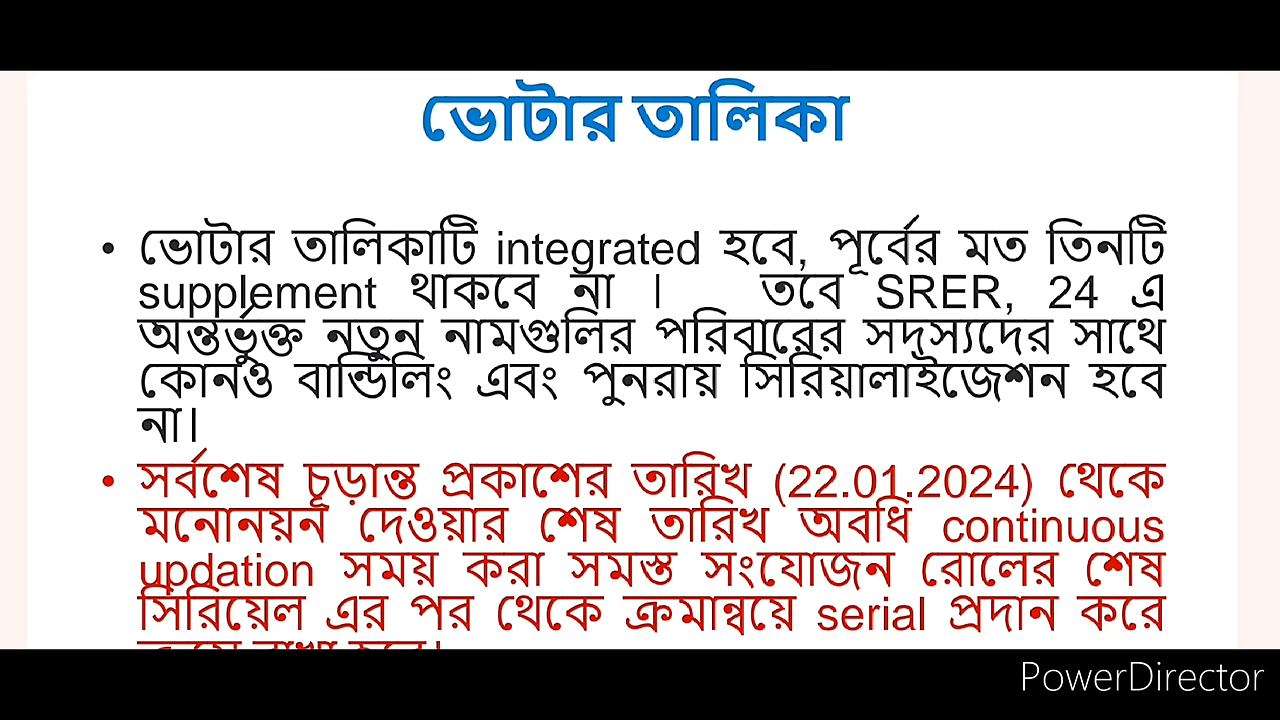 ভোটার তালিকা
• ভোটার তালিকাটি integrated হবে, পূর্বের মত তিনটি
supplement থাকবে না । তবে SRER, 24 এ
অন্তর্ভুক্ত নতুন নামগুলির পরিবারের সদস্যদের সাথে
কোনও বান্ডিলিং এবং পুনরায় সিরিয়ালাইজেশন হবে
না।
• সর্বশেষ চূড়ান্ত প্রকাশের তারিখ (22.01.2024) থেকে
মনোনয়ন দেওয়ার শেষ তারিখ অবধি continuous
updation সময় করা সমস্ত সংযোজন রোলের শেষ
সিরিয়েল এর পর থেকে ক্রমান্বয়ে serial প্রদান করে
PowerDirector